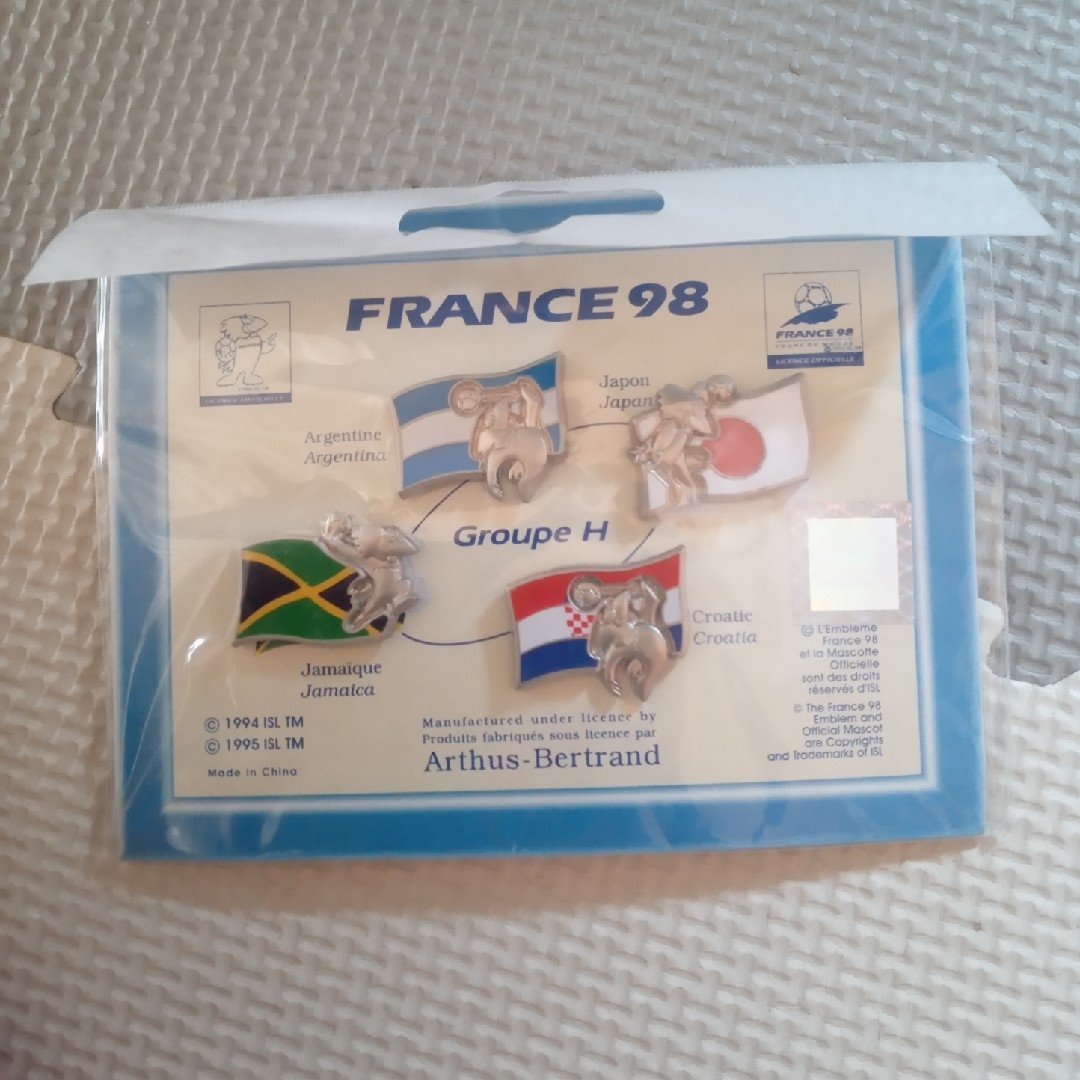 FRANCE 98
LICENCE OFFICIELLE
FRANCE 98
LICENCE OFFICIELLE
Argentine
Argentina
Japon
Japan
Groupe H
Jamaïque
Jamaica
Croatie
Croatia
© 1994 ISL TM
© 1995 ISL TM
Made in China
Manufactured under licence by
Produits fabriqués sous licence par
Arthus-Bertrand
© L'Emblème
France 98
et la Mascotte
Officielle
sont des droits
réservés d'ISL
© The France 98
Emblem and
Official Mascot
are Copyrights
and Trademarks of ISL